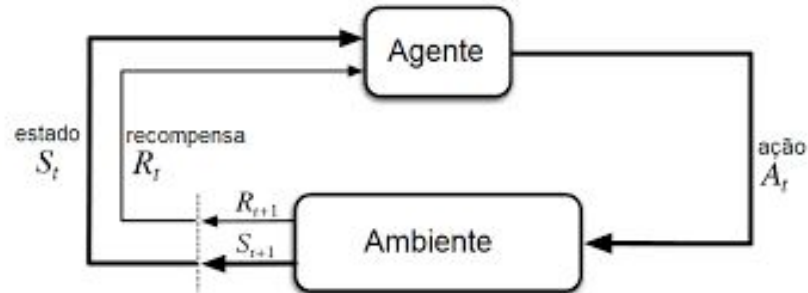 Agente
estado
S_t
recompensa
R_t
ação
A_t
R_{t+1}
S_{t+1}
Ambiente